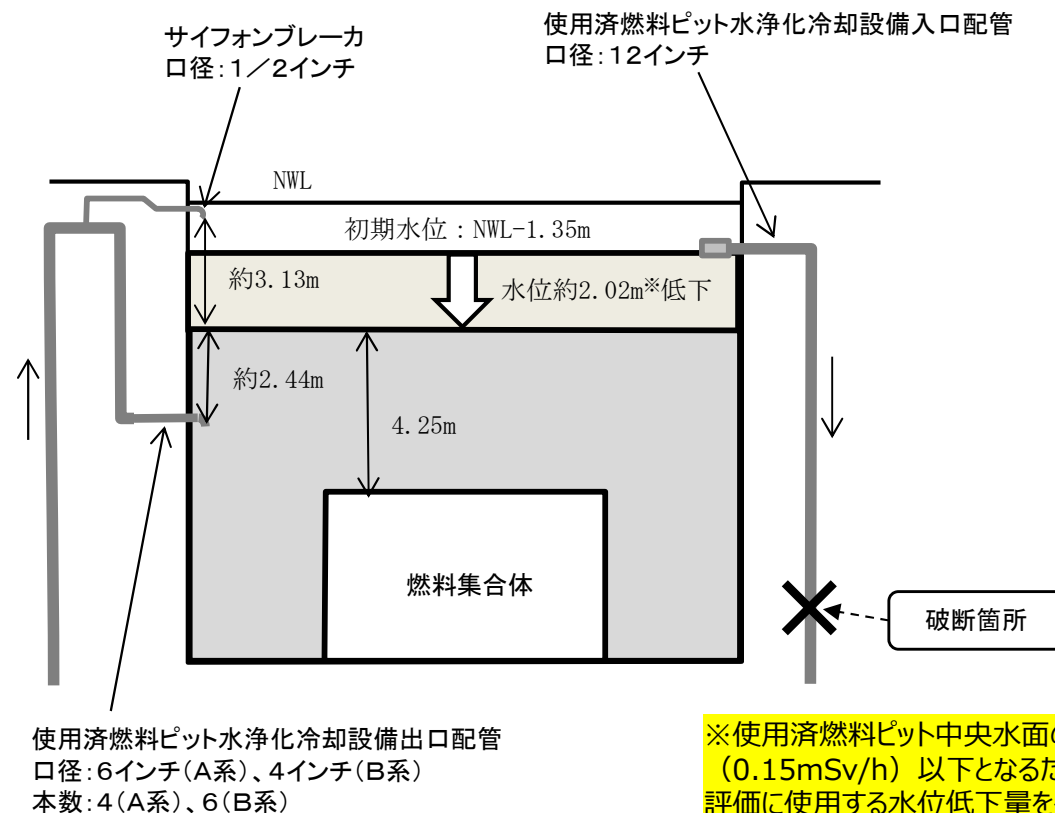 サイフォンブレーカ
口径：1／2インチ
使用済燃料ピット水浄化冷却設備入口配管
口径：12インチ
NWL
初期水位：NWL-1.35m
約3.13m
水位約2.02m※低下
約2.44m
4.25m
燃料集合体
破断箇所
使用済燃料ピット水浄化冷却設備出口配管
口径：6インチ（A系）、4インチ（B系）
本数：4（A系）、6（B系）
※使用済燃料ピット中央水面の
（0.15mSv/h）以下となるた
評価に使用する水位低下量を